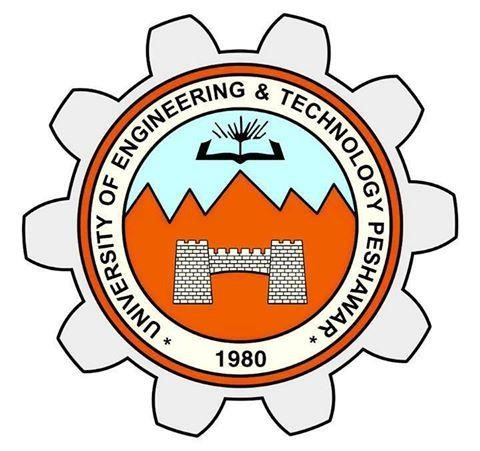 * UNIVERSITY OF ENGINEERING & TECHNOLOGY PESHAWAR *
1980